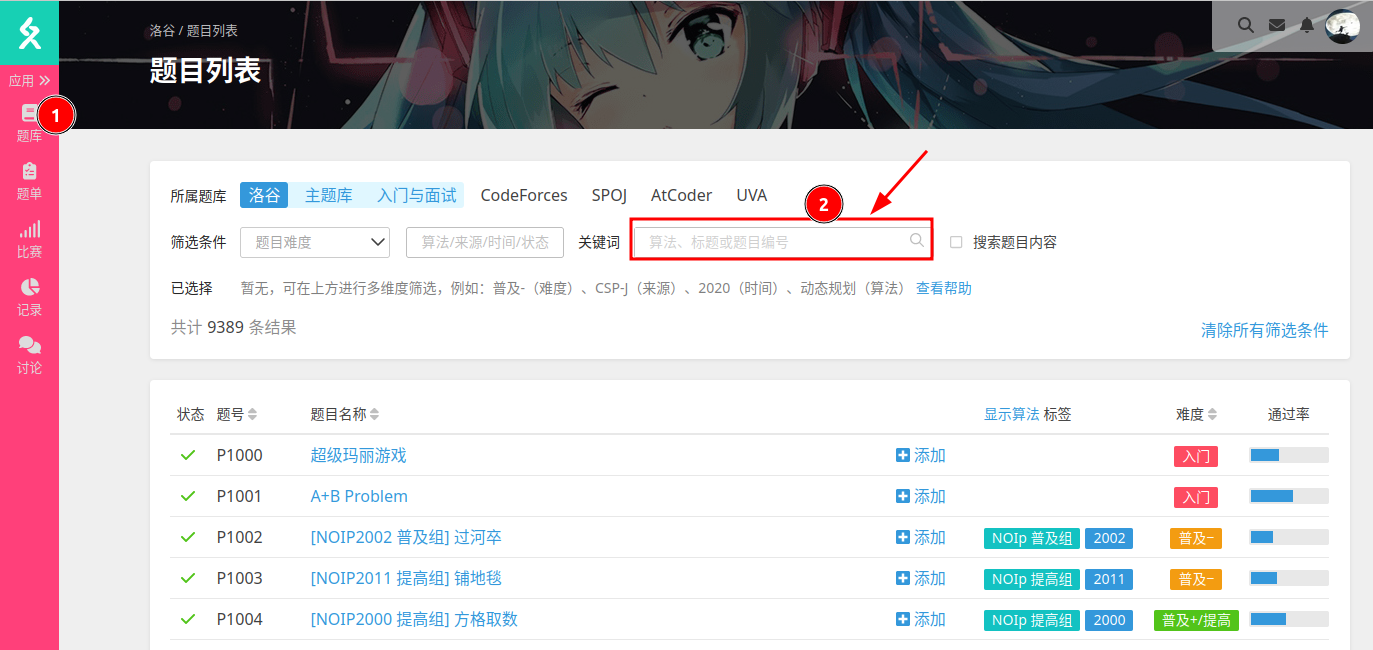 洛谷 / 题目列表
题目列表
应用
题库
1
题单
比赛
记录
讨论
所属题库 洛谷 主题库 入门与面试 CodeForces SPOJ AtCoder UVA
2
筛选条件 题目难度 算法/来源/时间/状态 关键词 算法、标题或题目编号 搜索题目内容
已选择 暂无，可在上方进行多维度筛选，例如：普及-（难度）、CSP-J（来源）、2020（时间）、动态规划（算法） 查看帮助
共计 9389 条结果 清除所有筛选条件
状态 题号 题目名称 显示算法 标签 难度 通过率
P1000 超级玛丽游戏 添加 入门
P1001 A+B Problem 添加 入门
P1002 [NOIP2002 普及组] 过河卒 添加 NOIp 普及组 2002 普及−
P1003 [NOIP2011 提高组] 铺地毯 添加 NOIp 提高组 2011 普及−
P1004 [NOIP2000 提高组] 方格取数 添加 NOIp 提高组 2000 普及+/提高